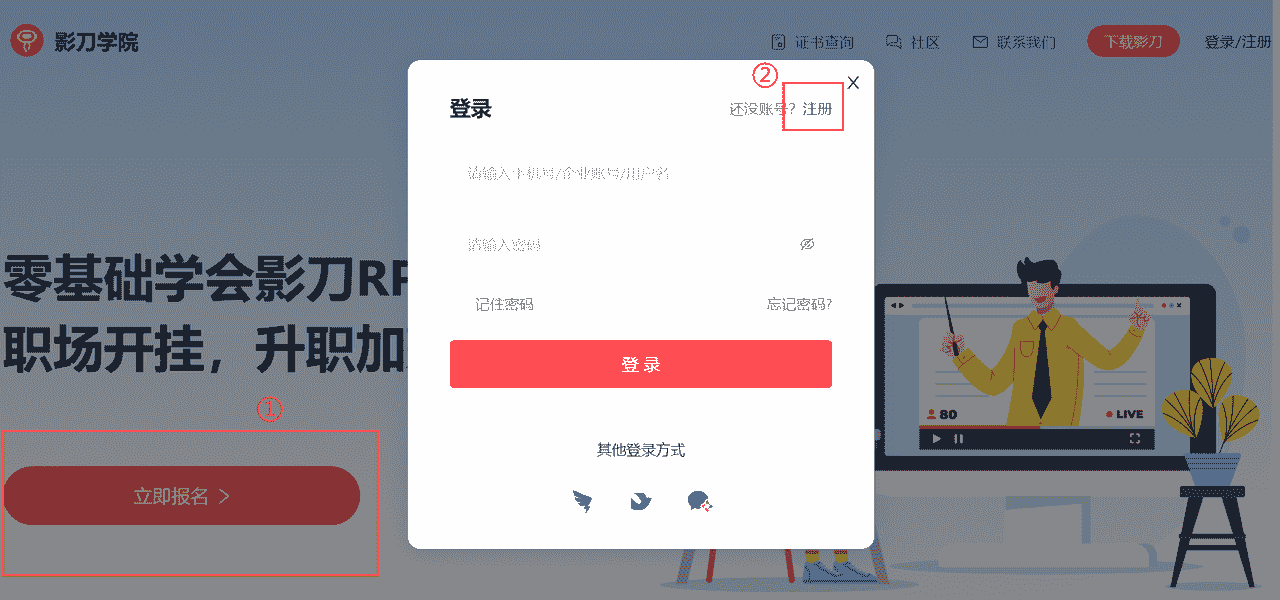 影刀学院
证书查询
社区
联系我们
下载影刀
登录/注册
②
X
登录
还没账号? 注册
请输入手机号/企业账号/用户名
请输入密码
记住密码
忘记密码?
登 录
其他登录方式
零基础学会影刀RP
职场开挂，升职加
①
立即报名 >
80
LIVE